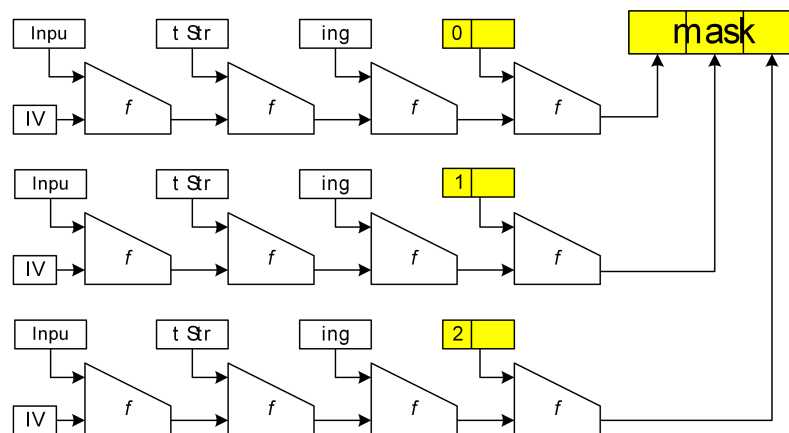 Inpu t Str ing 0 mask
f f f f
IV
Inpu t Str ing 1
f f f f
IV
Inpu t Str ing 2
f f f f
IV